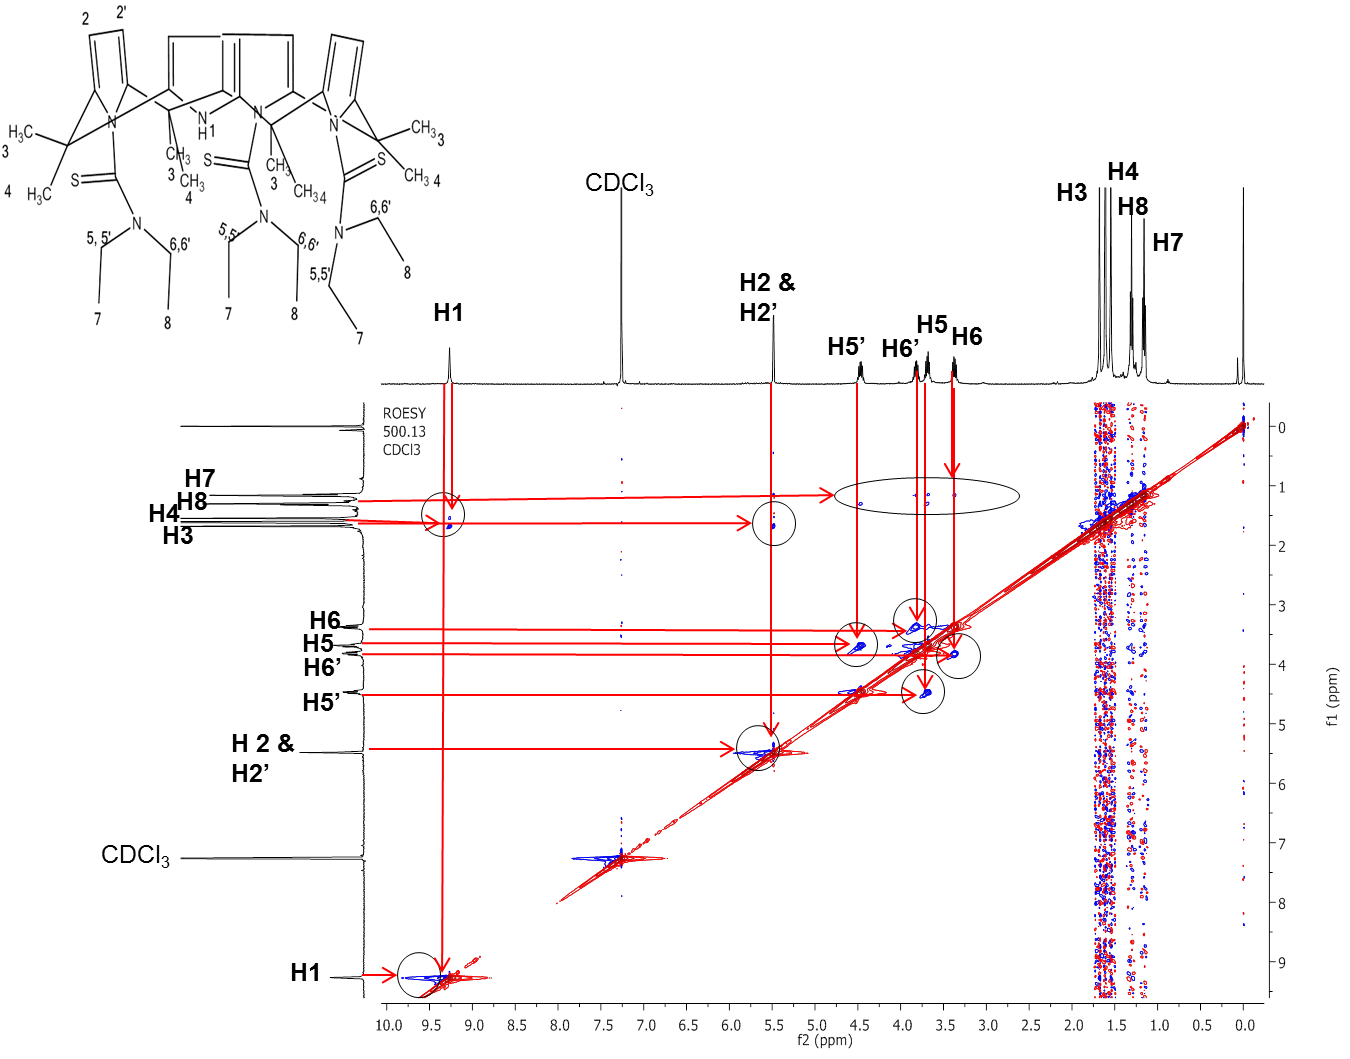 2
2'
H₃C
3
4
H₃C
N
S
N
5, 5'
6,6'
7
8
N
H 1
CH₃
3
CH₃
4
N
S
CH₃
3
CH₃ 4
N
5,5'
6,6'
7
8
N
S
CH₃ 3
CH₃ 4
6,6'
N
5,5'
8
7
CDCl₃
H1
H2 &
H2’
H5’
H6’
H5
H6
H3
H4
H8
H7
ROESY
500.13
CDCl3
H7
H8
H4
H3
H6
H5
H6’
H5’
H 2 &
H2’
CDCl₃
H1
0
1
2
3
4
5
6
7
8
9
f1 (ppm)
10.0 9.5 9.0 8.5 8.0 7.5 7.0 6.5 6.0 5.5 5.0 4.5 4.0 3.5 3.0 2.5 2.0 1.5 1.0 0.5 0.0
f2 (ppm)